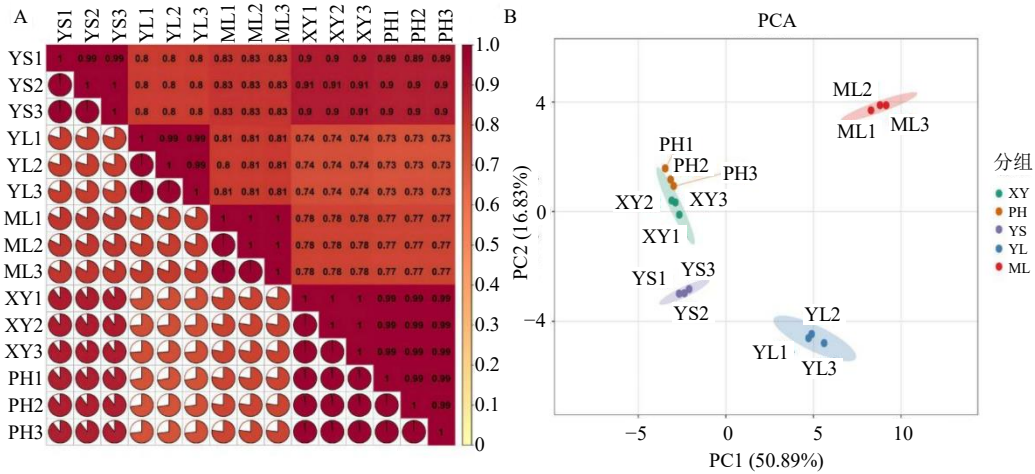 A
YS1 YS2 YS3 YL1 YL2 YL3 ML1 ML2 ML3 XY1 XY2 XY3 PH1 PH2 PH3
YS1 1 0.99 0.99 0.8 0.8 0.8 0.83 0.83 0.83 0.9 0.9 0.9 0.89 0.89 0.89
YS2 1 1 0.8 0.8 0.8 0.83 0.83 0.83 0.91 0.91 0.91 0.9 0.9 0.9
YS3 1 0.8 0.8 0.8 0.83 0.83 0.83 0.9 0.91 0.9 0.89 0.9 0.9
YL1 1 0.99 0.99 0.81 0.81 0.81 0.74 0.74 0.74 0.73 0.73 0.73
YL2 1 0.99 0.8 0.81 0.81 0.74 0.74 0.74 0.73 0.73 0.73
YL3 1 0.81 0.81 0.81 0.74 0.74 0.74 0.73 0.73 0.73
ML1 1 1 1 0.78 0.78 0.78 0.77 0.77 0.77
ML2 1 1 0.78 0.78 0.78 0.77 0.77 0.77
ML3 1 0.78 0.78 0.78 0.77 0.77 0.77
XY1 1 1 1 0.99 0.99 0.99
XY2 1 1 0.99 0.99 0.99
XY3 1 0.99 0.99 0.99
PH1 1 0.99 0.99
PH2 1 0.99
PH3 1
1.0
0.9
0.8
0.7
0.6
0.5
0.4
0.3
0.2
0.1
0
B
PCA
PC2 (16.83%)
4
0
−4
ML2
ML1
ML3
PH1
PH2
PH3
XY2
XY3
XY1
YS1
YS3
YS2
YL2
YL1
YL3
−5
0
5
10
PC1 (50.89%)
分组
XY
PH
YS
YL
ML